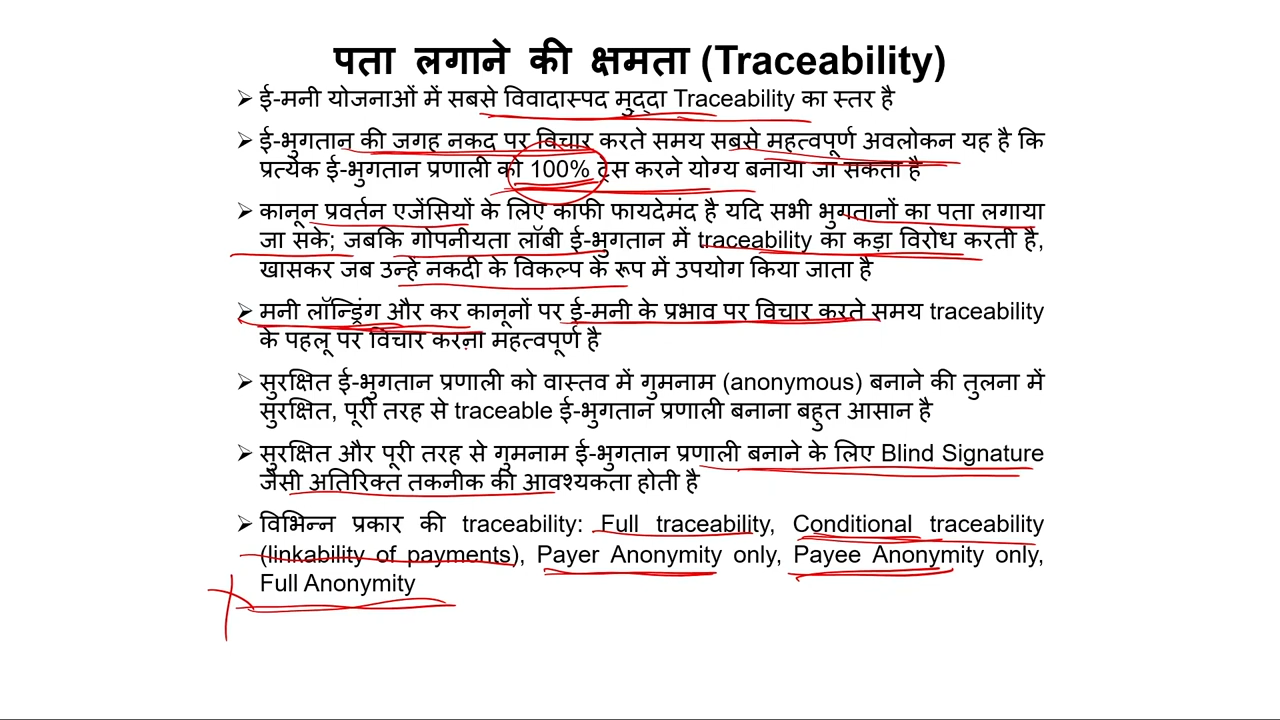 पता लगाने की क्षमता (Traceability)
➢ ई-मनी योजनाओं में सबसे विवादास्पद मुद्दा Traceability का स्तर है
➢ ई-भुगतान की जगह नकद पर विचार करते समय सबसे महत्वपूर्ण अवलोकन यह है कि
प्रत्येक ई-भुगतान प्रणाली को 100% ट्रेस करने योग्य बनाया जा सकता है
➢ कानून प्रवर्तन एजेंसियों के लिए काफी फायदेमंद है यदि सभी भुगतानों का पता लगाया
जा सके; जबकि गोपनीयता लॉबी ई-भुगतान में traceability का कड़ा विरोध करती है,
खासकर जब उन्हें नकदी के विकल्प के रूप में उपयोग किया जाता है
➢ मनी लॉन्ड्रिंग और कर कानूनों पर ई-मनी के प्रभाव पर विचार करते समय traceability
के पहलू पर विचार करना महत्वपूर्ण है
➢ सुरक्षित ई-भुगतान प्रणाली को वास्तव में गुमनाम (anonymous) बनाने की तुलना में
सुरक्षित, पूरी तरह से traceable ई-भुगतान प्रणाली बनाना बहुत आसान है
➢ सुरक्षित और पूरी तरह से गुमनाम ई-भुगतान प्रणाली बनाने के लिए Blind Signature
जैसी अतिरिक्त तकनीक की आवश्यकता होती है
➢ विभिन्न प्रकार की traceability: Full traceability, Conditional traceability
(linkability of payments), Payer Anonymity only, Payee Anonymity only,
Full Anonymity